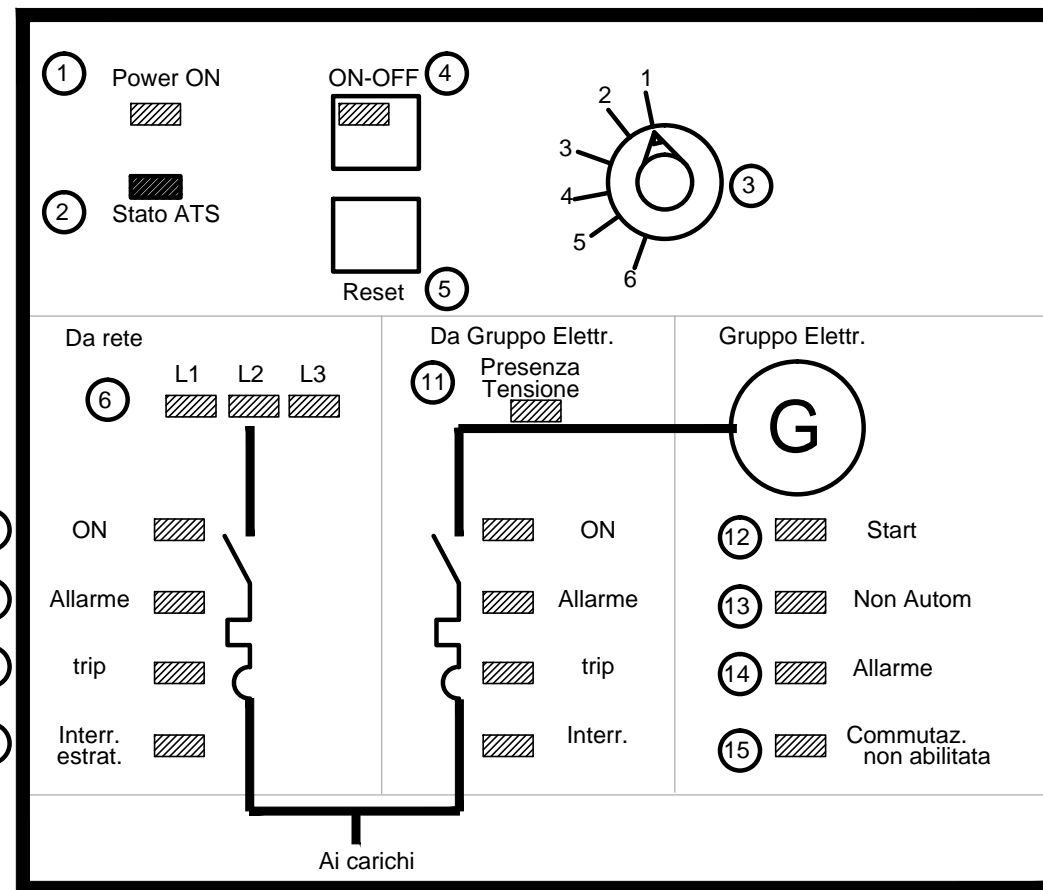 1
Power ON
ON-OFF
4
2
Stato ATS
Reset
5
1
2
3
4
5
6
3
Da rete
6
L1 L2 L3
ON
Allarme
trip
Interr.
estrat.
Da Gruppo Elettr.
11
Presenza
Tensione
ON
Allarme
trip
Interr.
Gruppo Elettr.
G
12 Start
13 Non Autom
14 Allarme
15 Commutaz.
non abilitata
Ai carichi